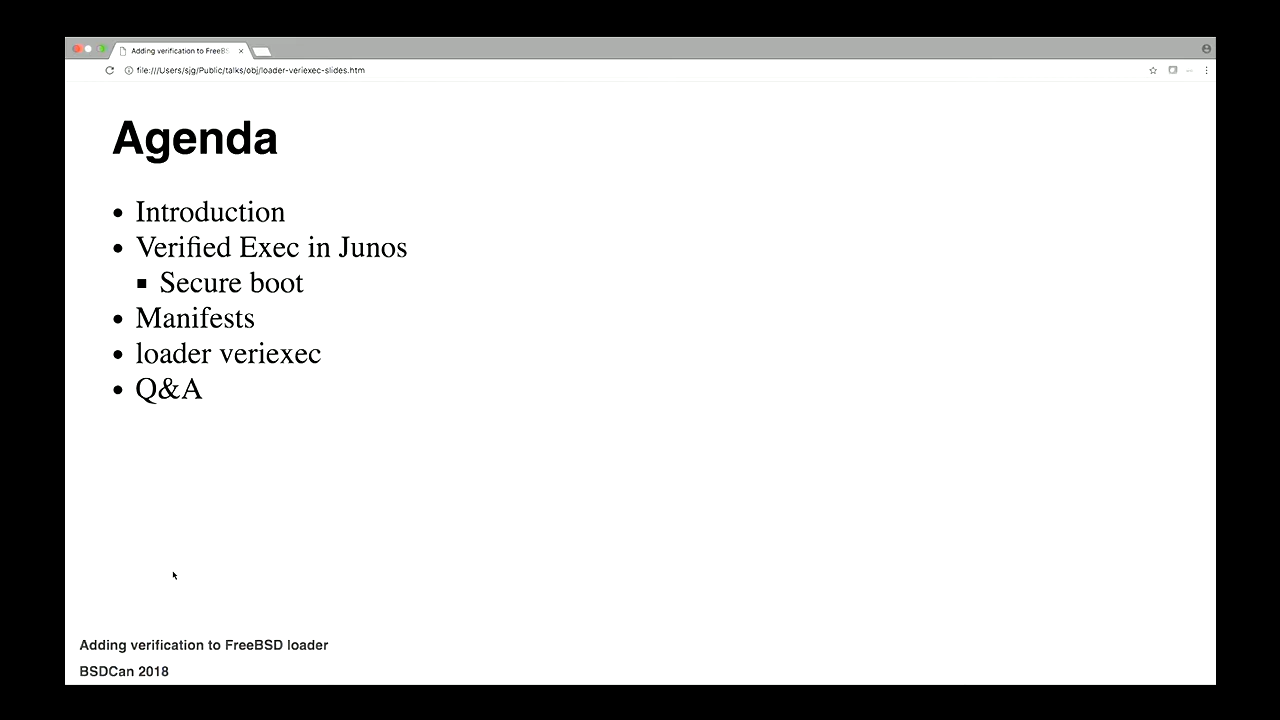 Adding verification to FreeBS
file:///Users/sjg/Public/talks/obj/loader-veriexec-slides.htm
Agenda
Introduction
Verified Exec in Junos
Secure boot
Manifests
loader veriexec
Q&A
Adding verification to FreeBSD loader
BSDCan 2018